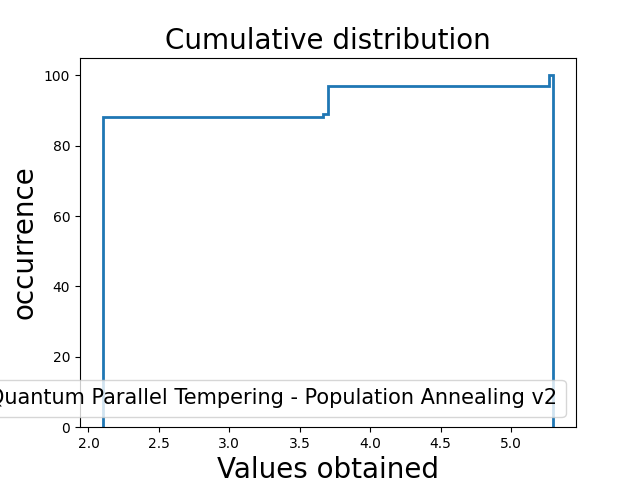 Cumulative distribution
occurrence
100
80
60
40
20
0
Parallel Tempering - Population Annealing v2
2.0 2.5 3.0 3.5 4.0 4.5 5.0
Values obtained